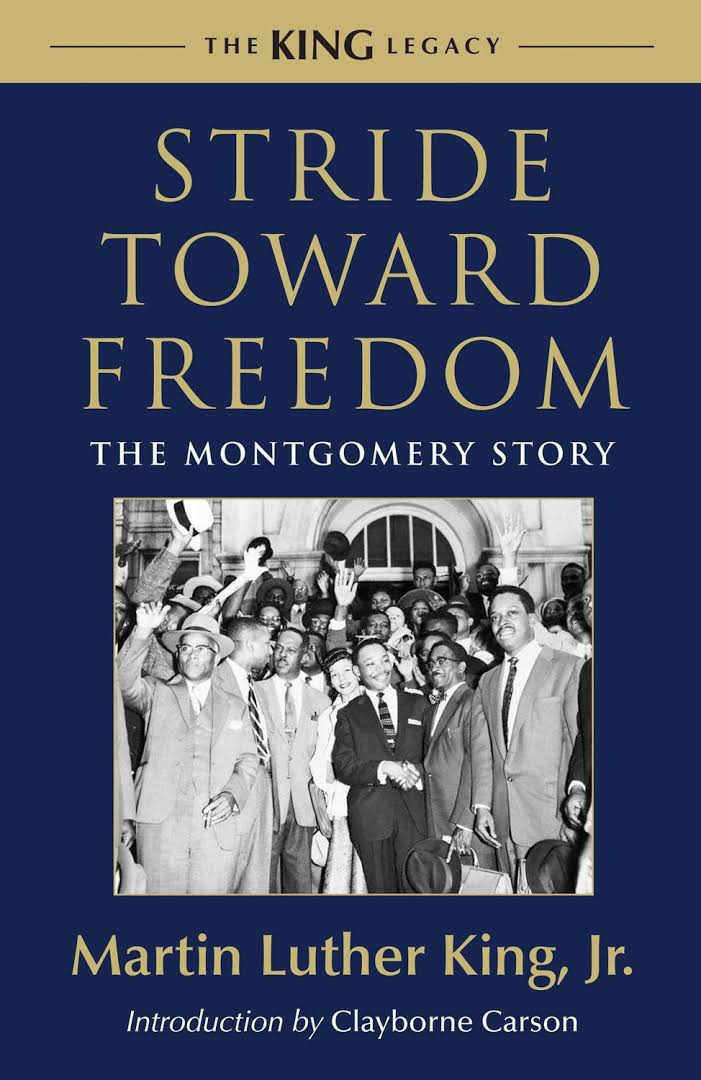 THE KING LEGACY
STRIDE
TOWARD
FREEDOM
THE MONTGOMERY STORY
Martin Luther King, Jr.
Introduction by Clayborne Carson